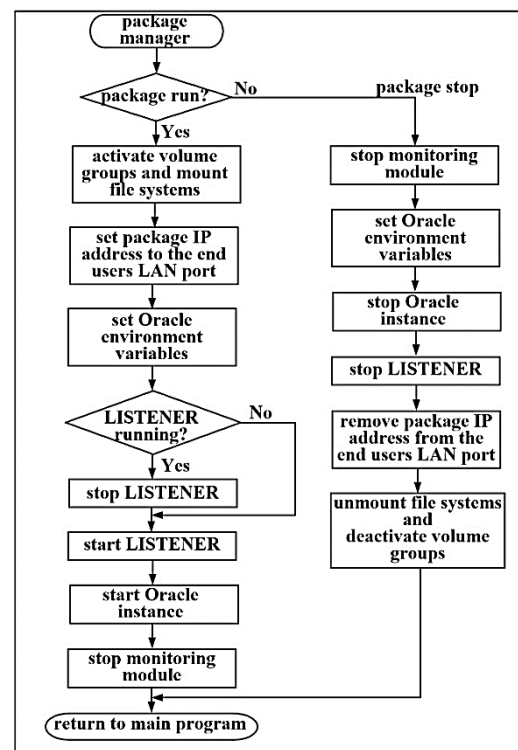 package
manager
package run?
No
package stop
Yes
activate volume
groups and mount
file systems
set package IP
address to the end
users LAN port
set Oracle
environment
variables
LISTENER
running?
No
Yes
stop LISTENER
start LISTENER
start Oracle
instance
stop monitoring
module
return to main program
stop monitoring
module
set Oracle
environment
variables
stop Oracle
instance
stop LISTENER
remove package IP
address from the
end users LAN port
unmount file systems
and
deactivate volume
groups